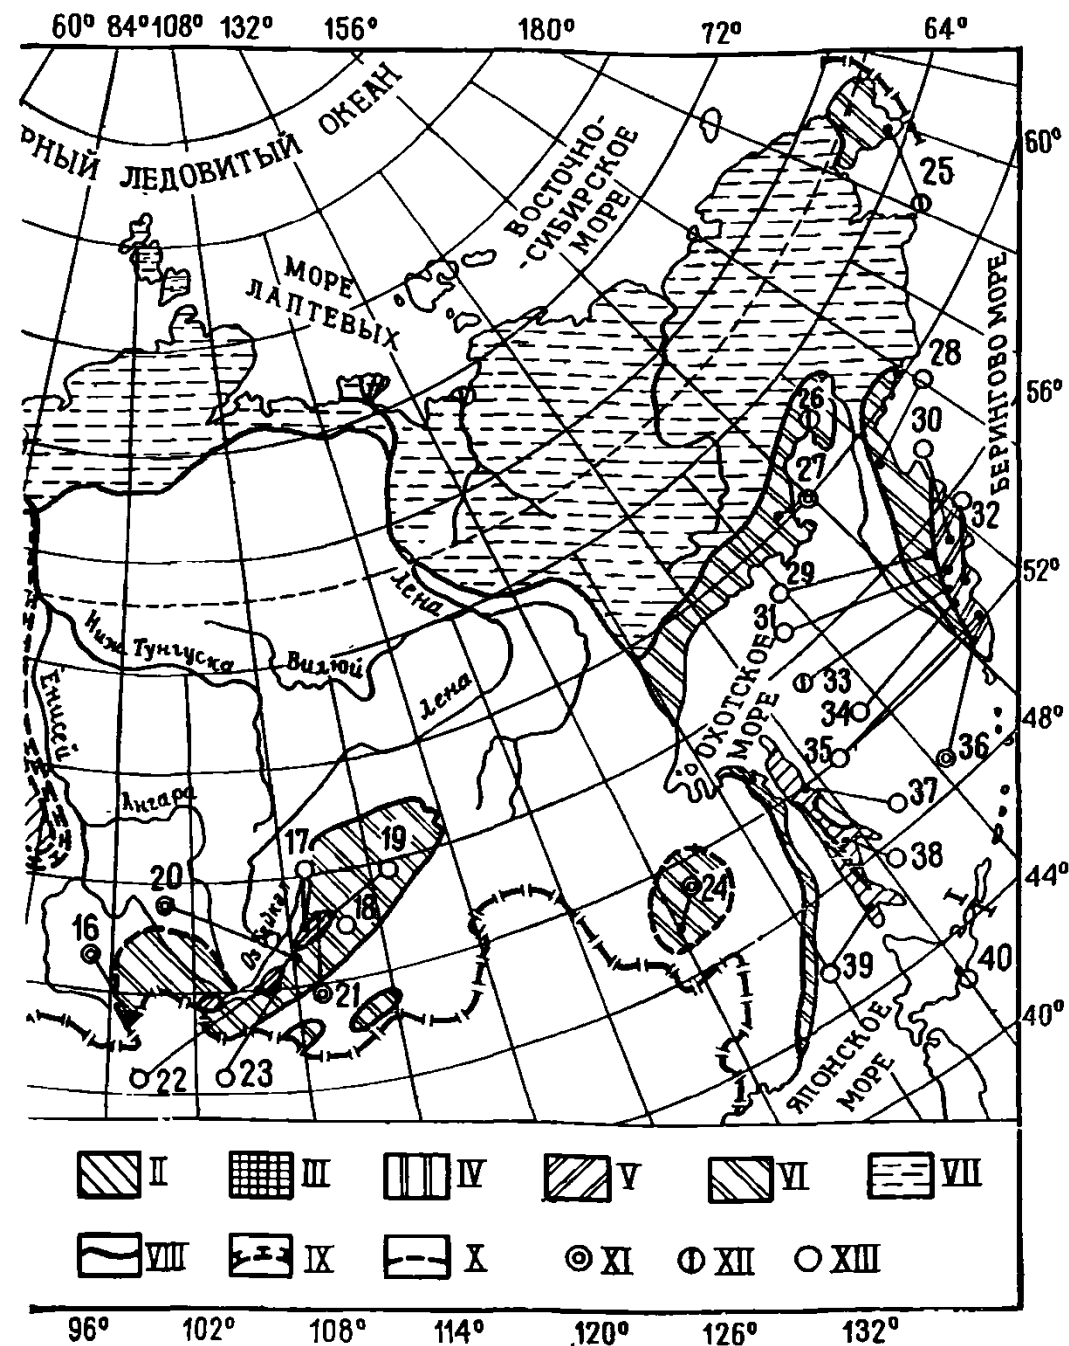 60° 84° 108° 132° 156° 180° 72° 64°
РНЫЙ ЛЕДОВИТЫЙ ОКЕАН
ВОСТОЧНО-
-СИБИРСКОЕ
МОРЕ
60°
25
МОРЕ
ЛАПТЕВЫХ
БЕРИНГОВО МОРЕ
28
56°
26
30
27
32
52°
29
Лена
31
Нижн. Тунгуска
Вилюй
Лена
ОХОТСКОЕ
МОРЕ
33
34
48°
Енисей
35
36
Ангара
37
17
19
38
20
24
44°
16
18
Оз. Байкал
39
40
21
40°
ЯПОНСКОЕ
МОРЕ
22
23
II III IV V VI VII
VIII IX X XI XII XIII
96° 102° 108° 114° 120° 126° 132°